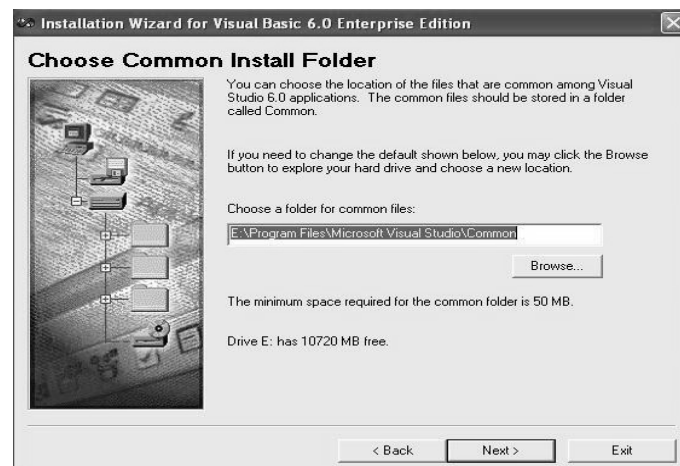 Installation Wizard for Visual Basic 6.0 Enterprise Edition
Choose Common Install Folder
You can choose the location of the files that are common among Visual
Studio 6.0 applications. The common files should be stored in a folder
called Common.
If you need to change the default shown below, you may click the Browse
button to explore your hard drive and choose a new location.
Choose a folder for common files:
E:\Program Files\Microsoft Visual Studio\Common
Browse...
The minimum space required for the common folder is 50 MB.
Drive E: has 10720 MB free.
< Back Next > Exit